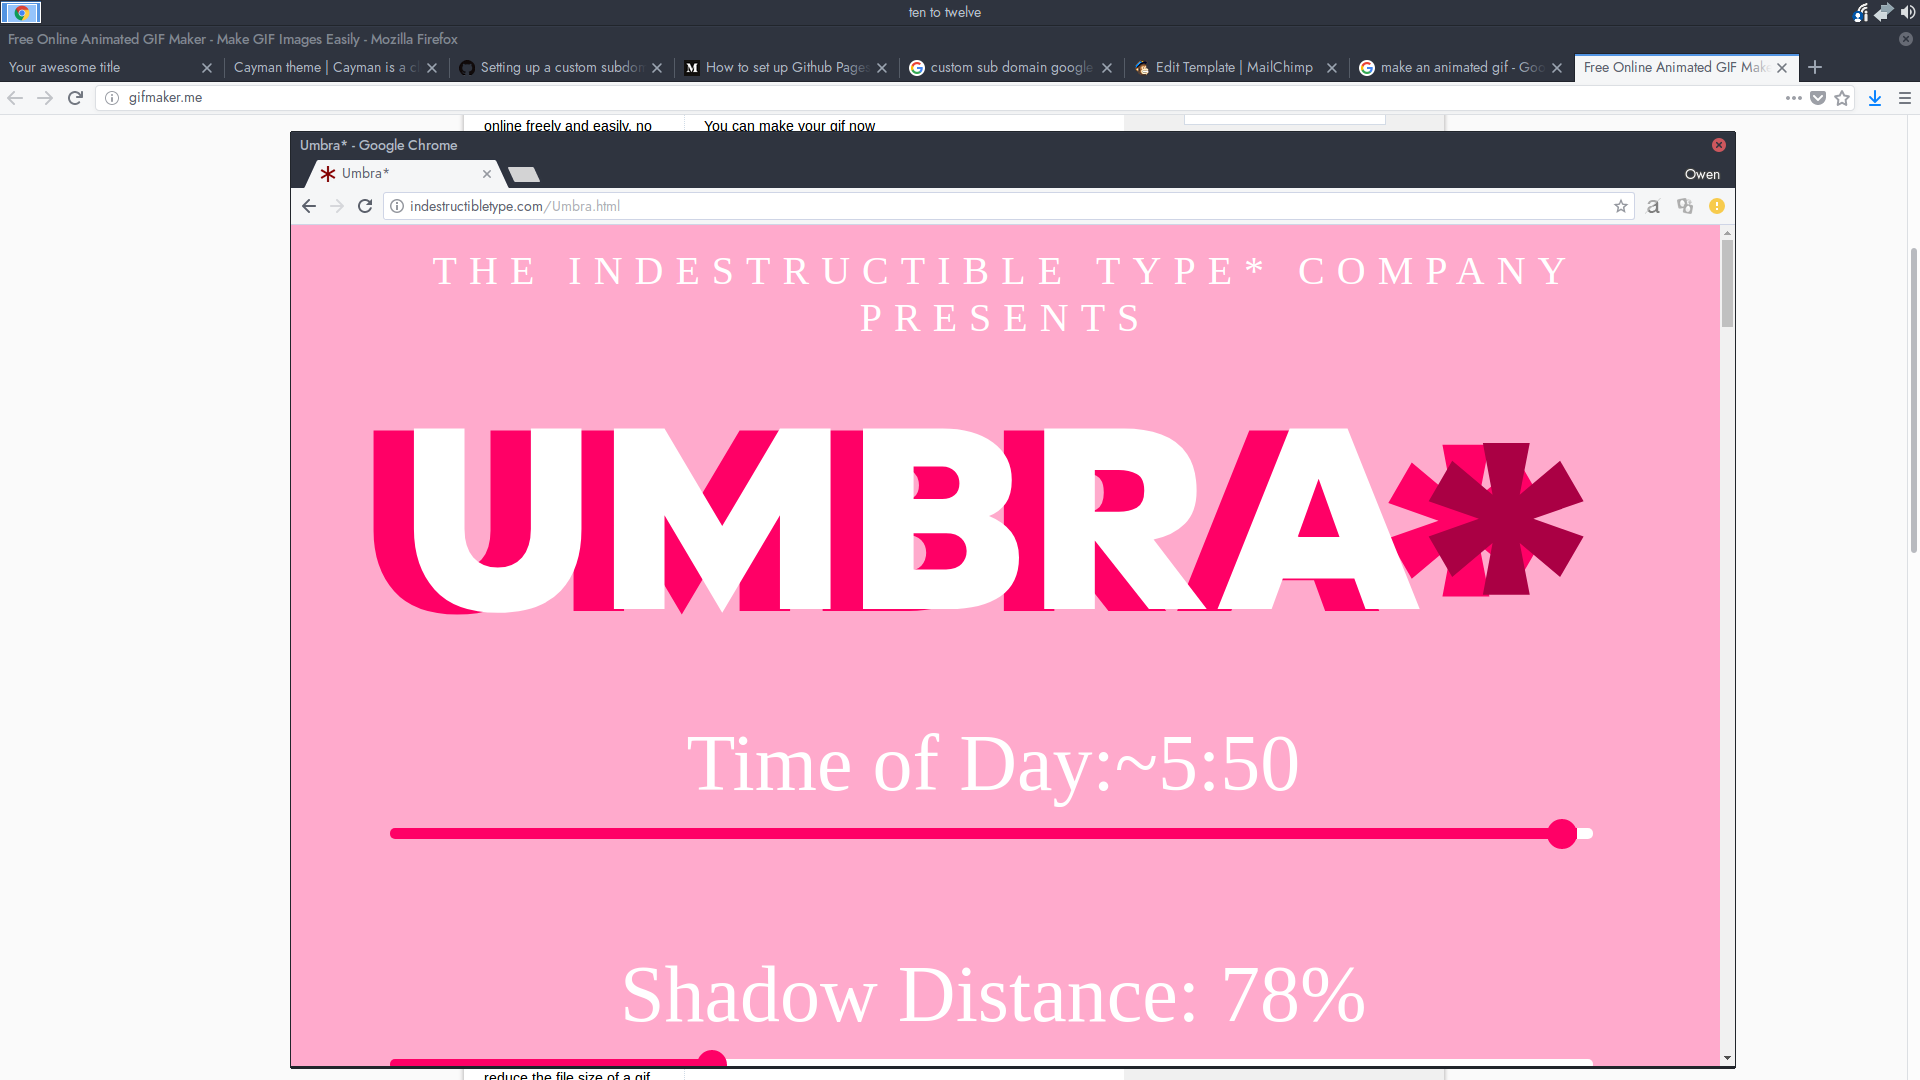 ten to twelve
Free Online Animated GIF Maker - Make GIF Images Easily - Mozilla Firefox
Your awesome title
Cayman theme | Cayman is a c
Setting up a custom subdon
How to set up Github Page
custom sub domain google
Edit Template | MailChimp
make an animated gif - Goo
Free Online Animated GIF Make
gifmaker.me
online freely and easily, no
You can make your gif now
Umbra* - Google Chrome
Umbra*
Owen
indestructibletype.com/Umbra.html
THE INDESTRUCTIBLE TYPE* COMPANY
PRESENTS
UMBRA*
Time of Day:~5:50
Shadow Distance: 78%
reduce the file size of a gif